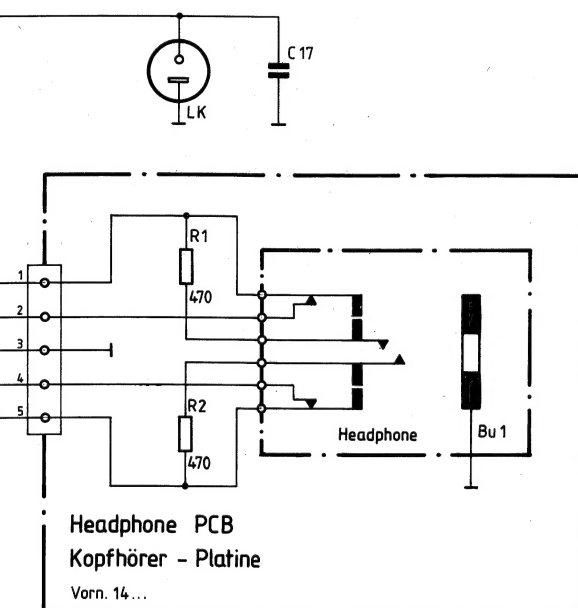 C 17
LK
1
R1
470
2
3
4
5
R2
470
Headphone
Bu 1
Headphone PCB
Kopfhörer - Platine
Vorn. 14...